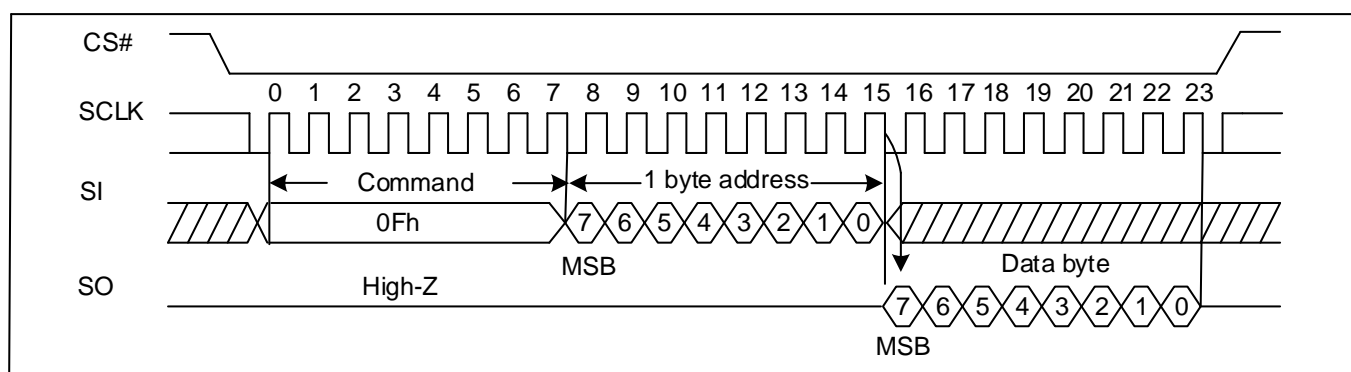 CS#
0 1 2 3 4 5 6 7 8 9 10 11 12 13 14 15 16 17 18 19 20 21 22 23
SCLK
SI
Command
1 byte address
0Fh
7 6 5 4 3 2 1 0
MSB
Data byte
SO
High-Z
7 6 5 4 3 2 1 0
MSB